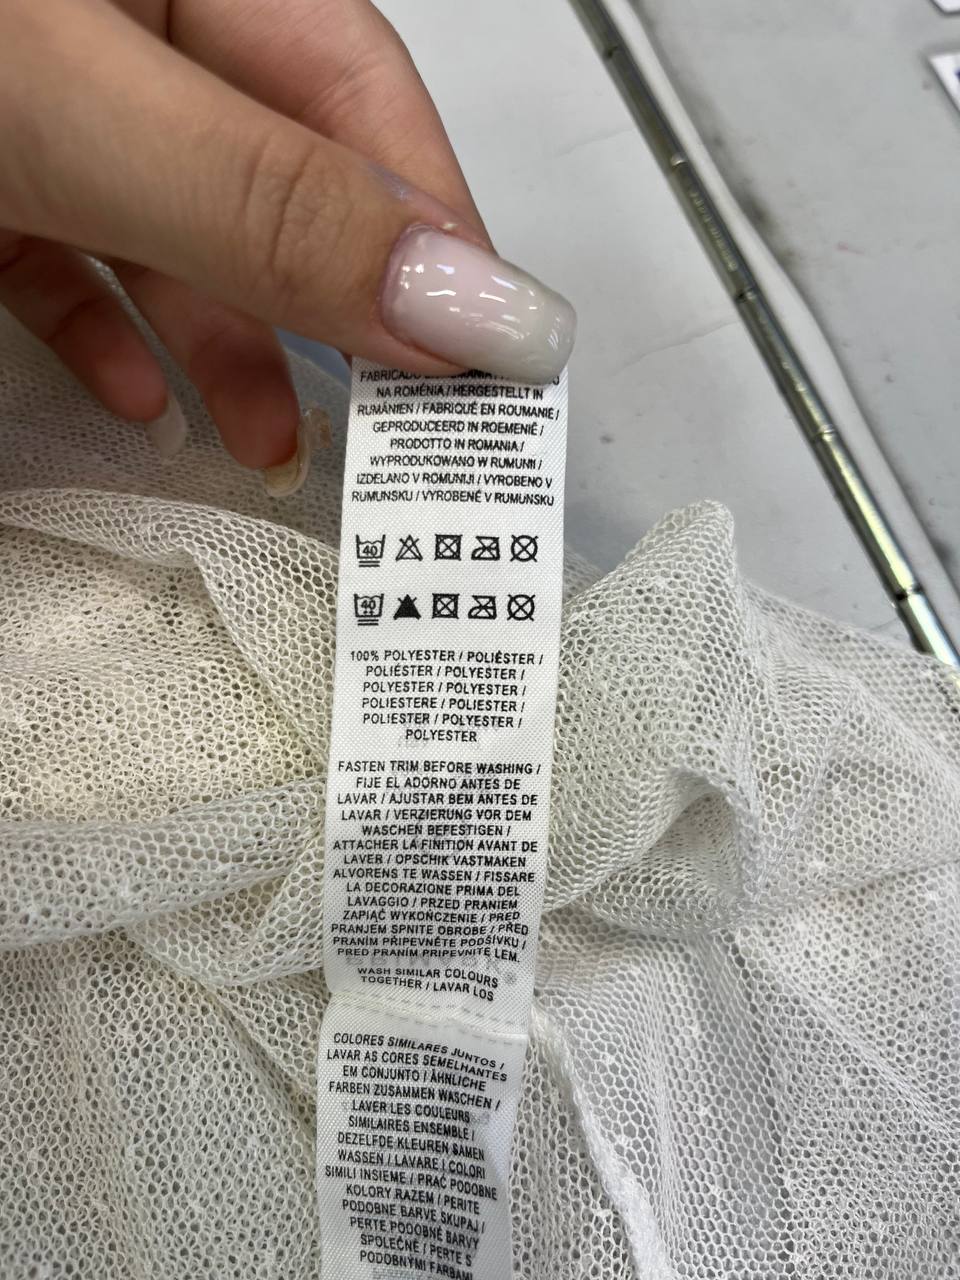 FABRICADO
NA ROMÉNIA / HERGESTELLT IN
RUMÄNIEN / FABRIQUÉ EN ROUMANIE /
GEPRODUCEERD IN ROEMENIË /
PRODOTTO IN ROMANIA /
WYPRODUKOWANO W RUMUNII /
IZDELANO V ROMUNIJI / VYROBENO V
RUMUNSKU / VYROBENÉ V RUMUNSKU
40
40
100% POLYESTER / POLIÉSTER /
POLIÉSTER / POLYESTER /
POLYESTER / POLYESTER /
POLIESTERE / POLIESTER /
POLIESTER / POLYESTER /
POLYESTER
FASTEN TRIM BEFORE WASHING /
FIJE EL ADORNO ANTES DE
LAVAR / AJUSTAR BEM ANTES DE
LAVAR / VERZIERUNG VOR DEM
WASCHEN BEFESTIGEN /
ATTACHER LA FINITION AVANT DE
LAVER / OPSCHIK VASTMAKEN
ALVORENS TE WASSEN / FISSARE
LA DECORAZIONE PRIMA DEL
LAVAGGIO / PRZED PRANIEM
ZAPIĄĆ WYKOŃCZENIE / PRED
PRANJEM SPNITE OBROBE / PŘED
PRANÍM PŘIPEVNĚTE PODŠÍVKU /
PRED PRANÍM PRIPEVNITE LEM.
WASH SIMILAR COLOURS
TOGETHER / LAVAR LOS
COLORES SIMILARES JUNTOS /
LAVAR AS CORES SEMELHANTES
EM CONJUNTO / ÄHNLICHE
FARBEN ZUSAMMEN WASCHEN /
LAVER LES COULEURS
SIMILAIRES ENSEMBLE /
DEZELFDE KLEUREN SAMEN
WASSEN / LAVARE I COLORI
SIMILI INSIEME / PRAĆ PODOBNE
KOLORY RAZEM / PERITE
PODOBNE BARVE SKUPAJ /
PERTE PODOBNÉ BARVY
SPOLEČNĚ / PERTE S
PODOBNÝMI FARBAMI